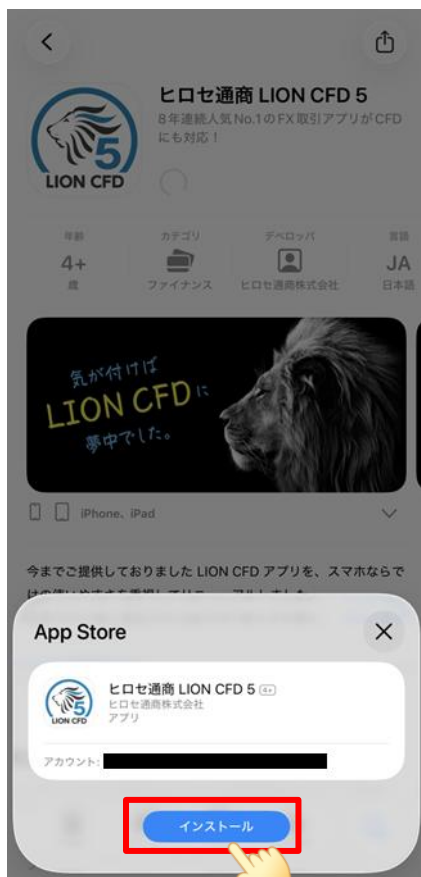 ヒロセ通商 LION CFD 5
8年連続人気No.1のFX取引アプリがCFD
にも対応!
5
LION CFD
年齢
カテゴリ
デベロッパ
言語
4+
JA
歳
ファイナンス
ヒロセ通商株式会社
日本語
気が付けば
LION CFDに
夢中でした。
iPhone、iPad
今までご提供しておりました LION CFD アプリを、スマホならで
App Store
ヒロセ通商 LION CFD 5 4+
ヒロセ通商株式会社
アプリ
5
LION CFD
アカウント:
インストール